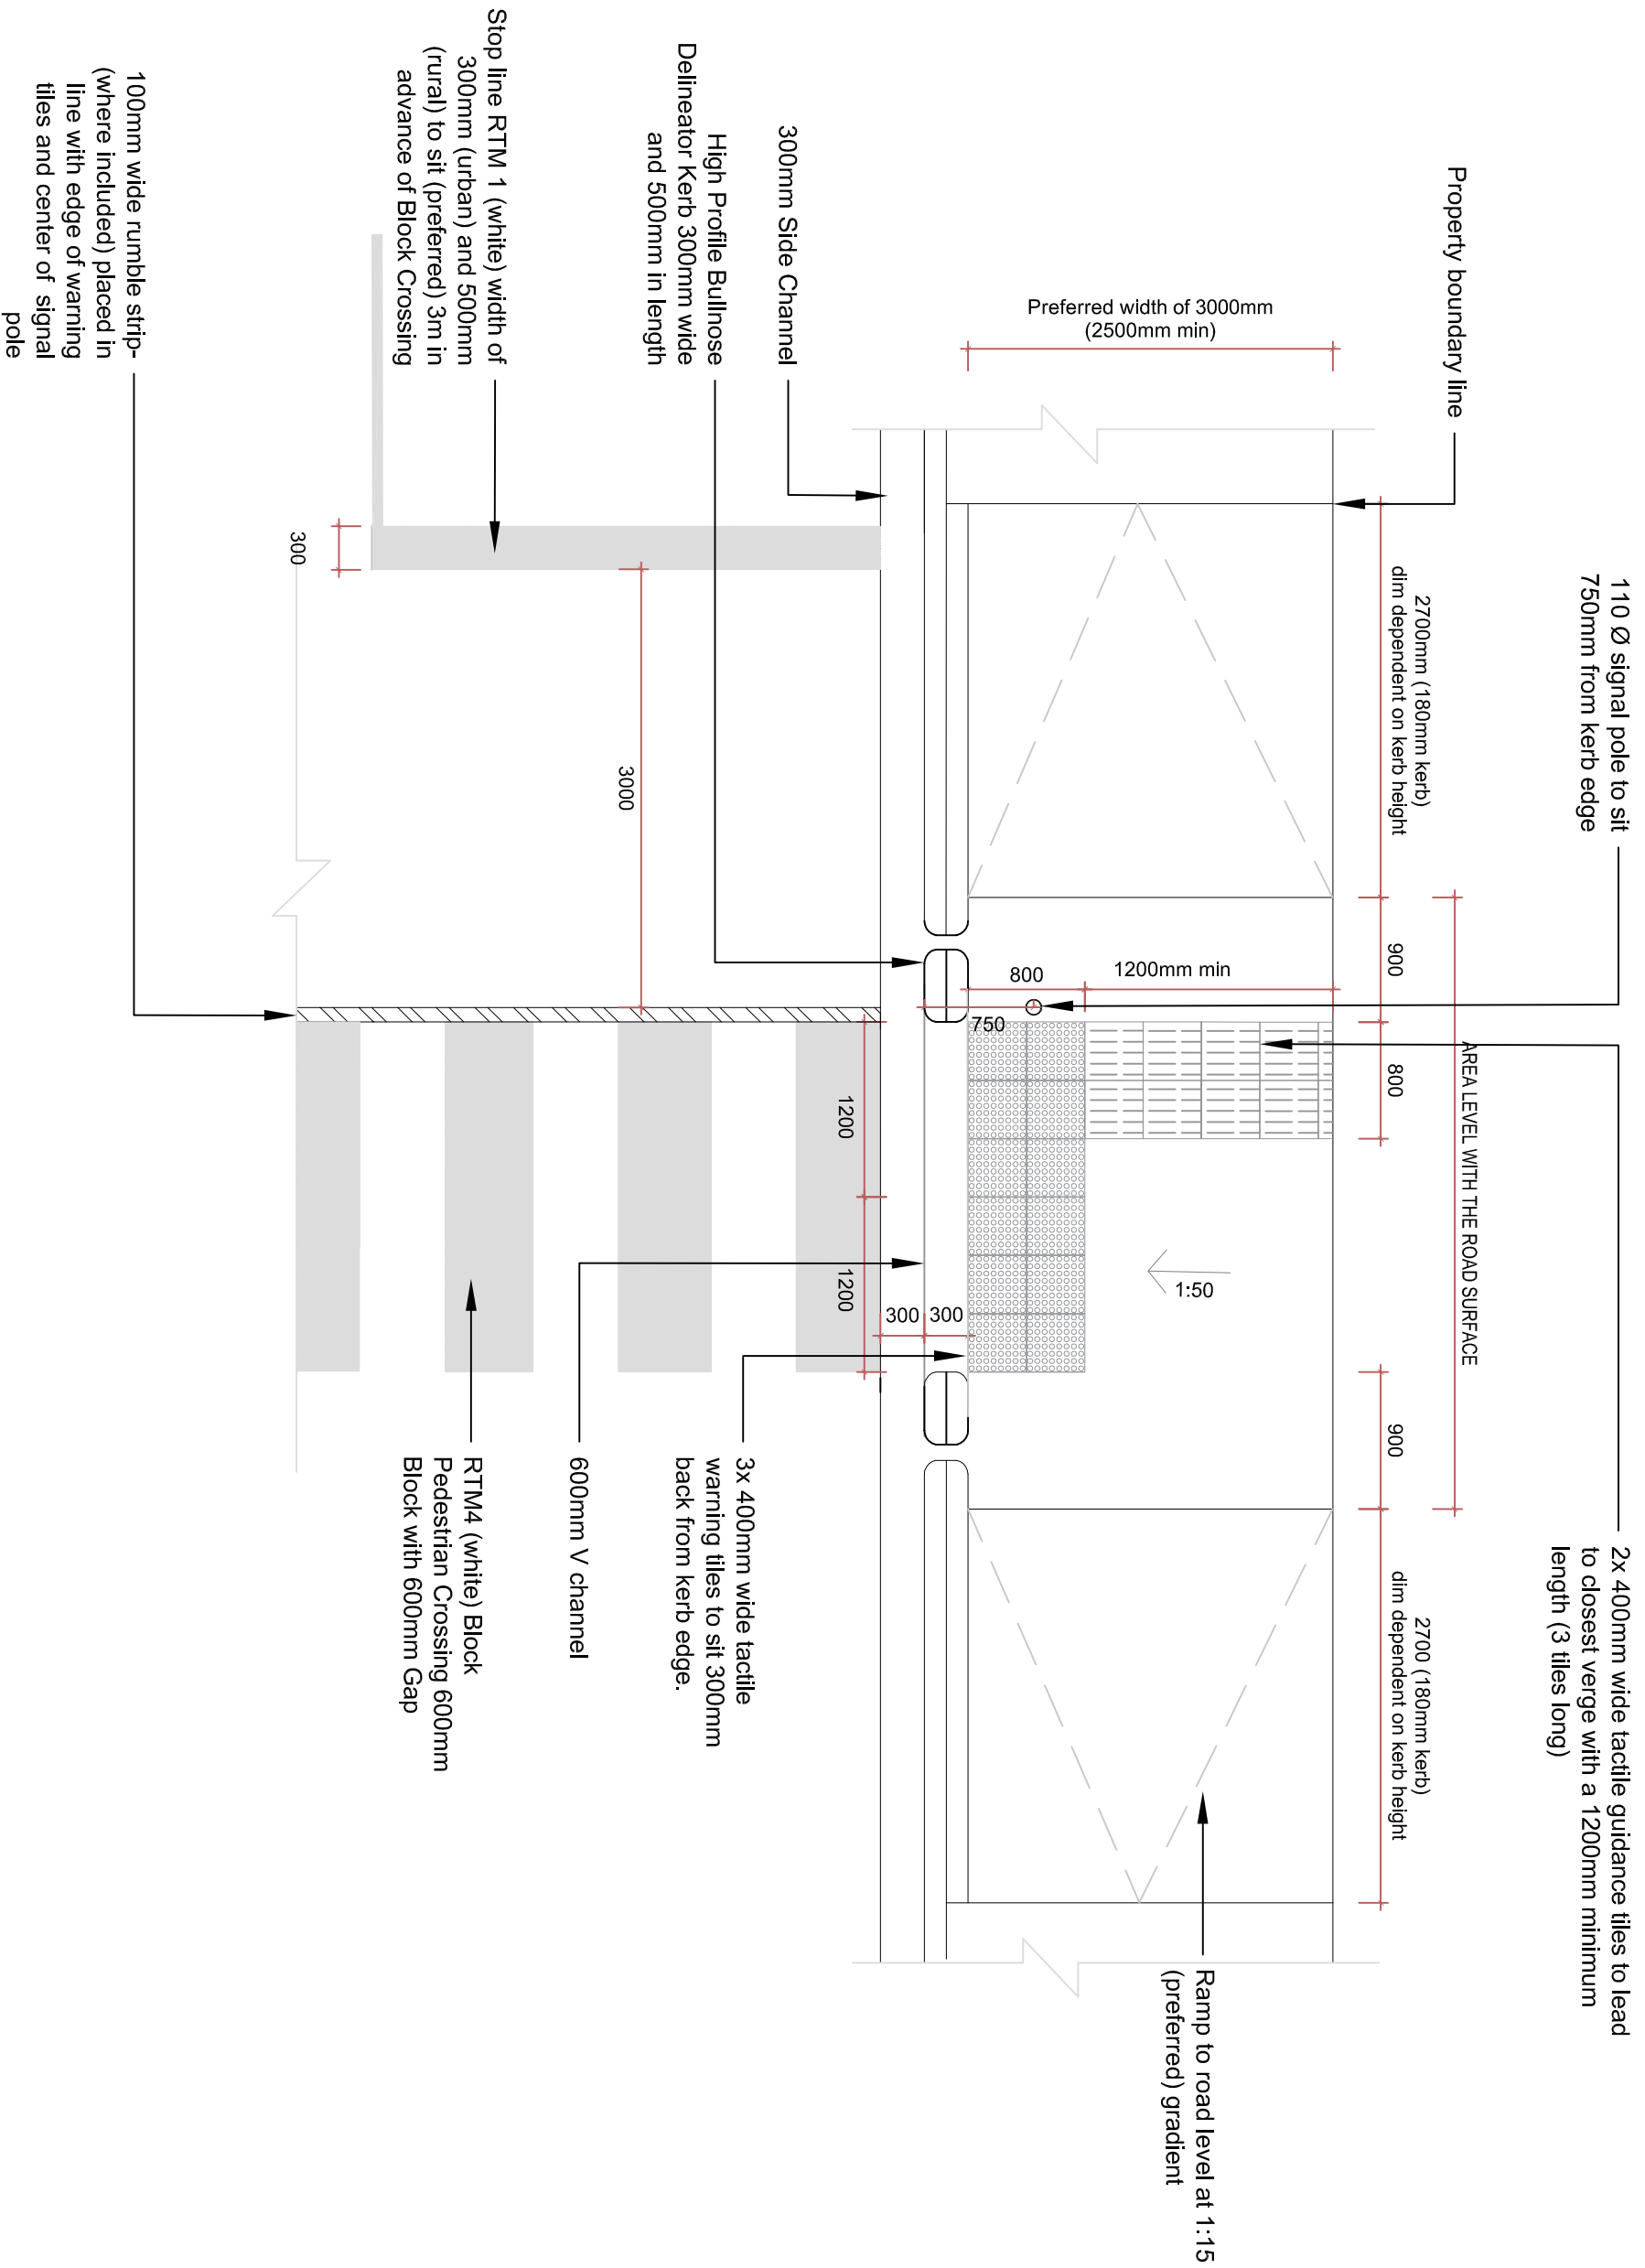 110 Ø signal pole to sit
750mm from kerb edge
2x 400mm wide tactile guidance tiles to lead
to closest verge with a 1200mm minimum
length (3 tiles long)
Property boundary line
AREA LEVEL WITH THE ROAD SURFACE
2700mm (180mm kerb)
dim dependent on kerb height
900
800
900
2700 (180mm kerb)
dim dependent on kerb height
Preferred width of 3000mm
(2500mm min)
800
1200mm min
750
1:50
Ramp to road level at 1:15
(preferred) gradient
300mm Side Channel
High Profile Bullnose
Delineator Kerb 300mm wide
and 500mm in length
300
300
1200
1200
3x 400mm wide tactile
warning tiles to sit 300mm
back from kerb edge.
600mm V channel
3000
300
Stop line RTM 1 (white) width of
300mm (urban) and 500mm
(rural) to sit (preferred) 3m in
advance of Block Crossing
RTM4 (white) Block
Pedestrian Crossing 600mm
Block with 600mm Gap
100mm wide rumble strip-
(where included) placed in
line with edge of warning
tiles and center of signal
pole